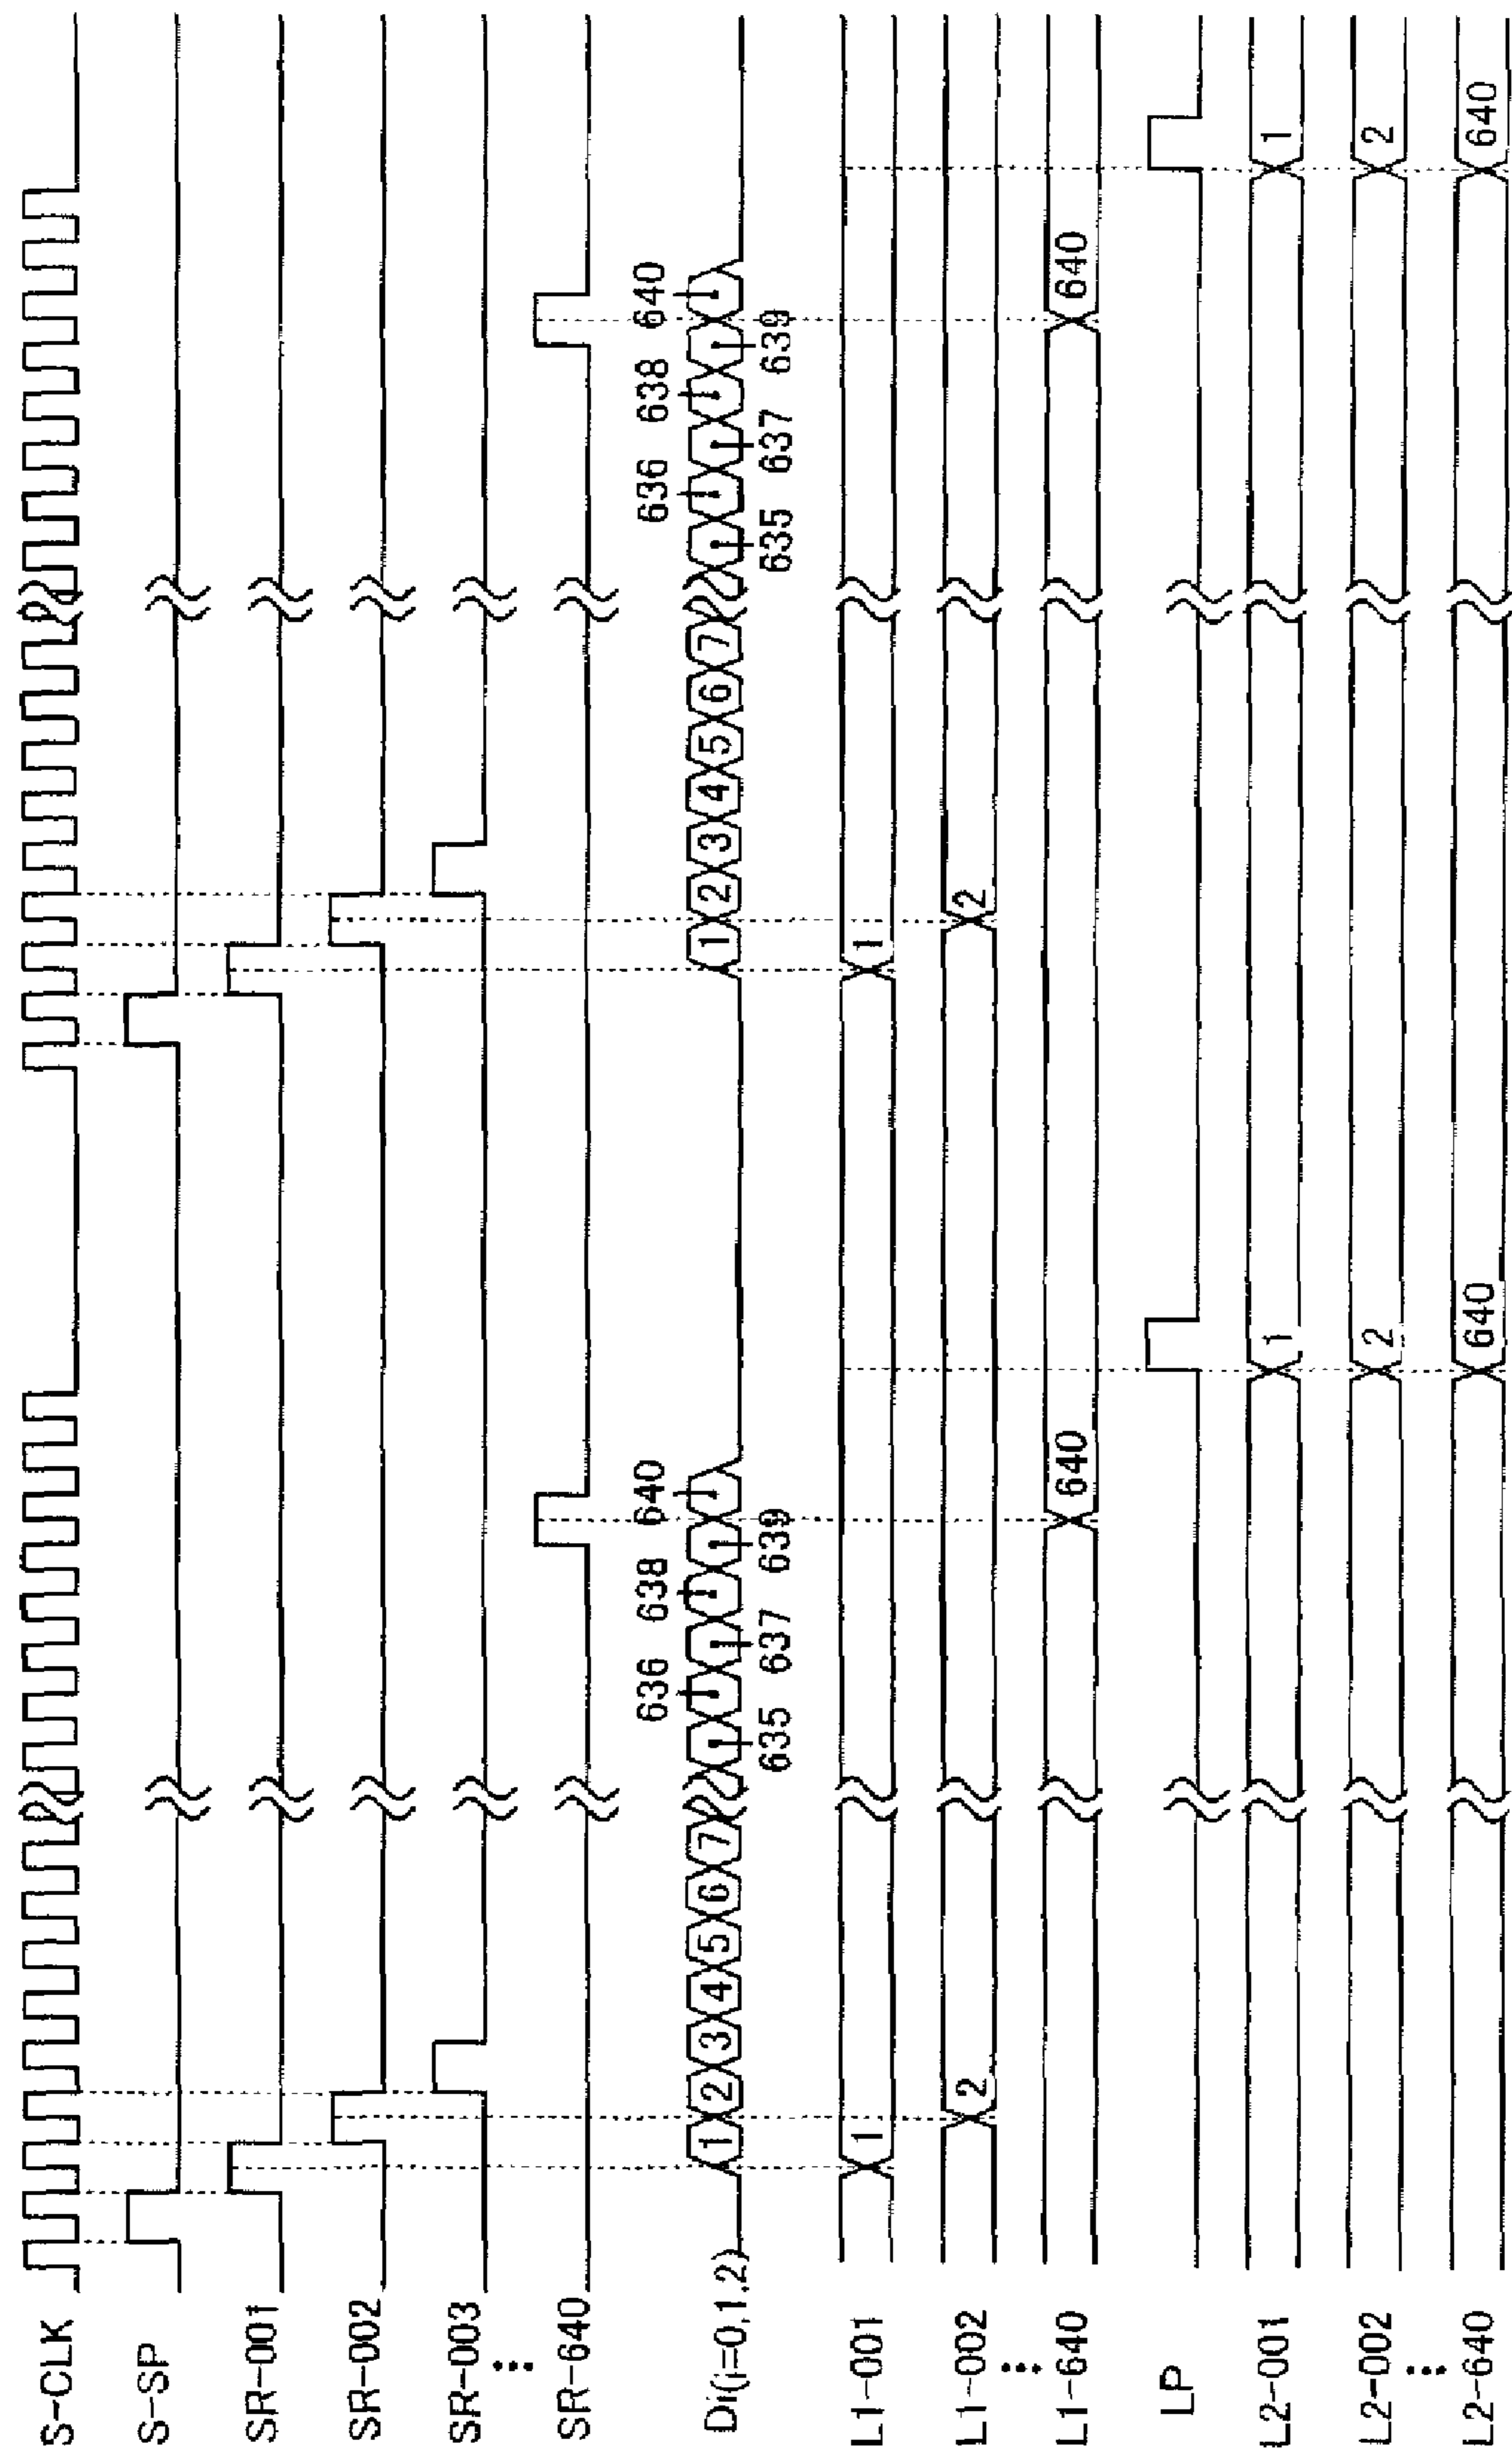 S-CLK
S-SP
SR-001
SR-002
SR-003
⋮
SR-640
636 638 640 636 638 640
Di(i=0,1,2) 1 2 3 4 5 6 7 1 2 3 4 5 6 7
635 637 639 635 637 639
L1-001 1 1
L1-002 2 2
⋮
L1-640 640 640
LP
L2-001 1 1
L2-002 2 2
⋮
L2-640 640 640